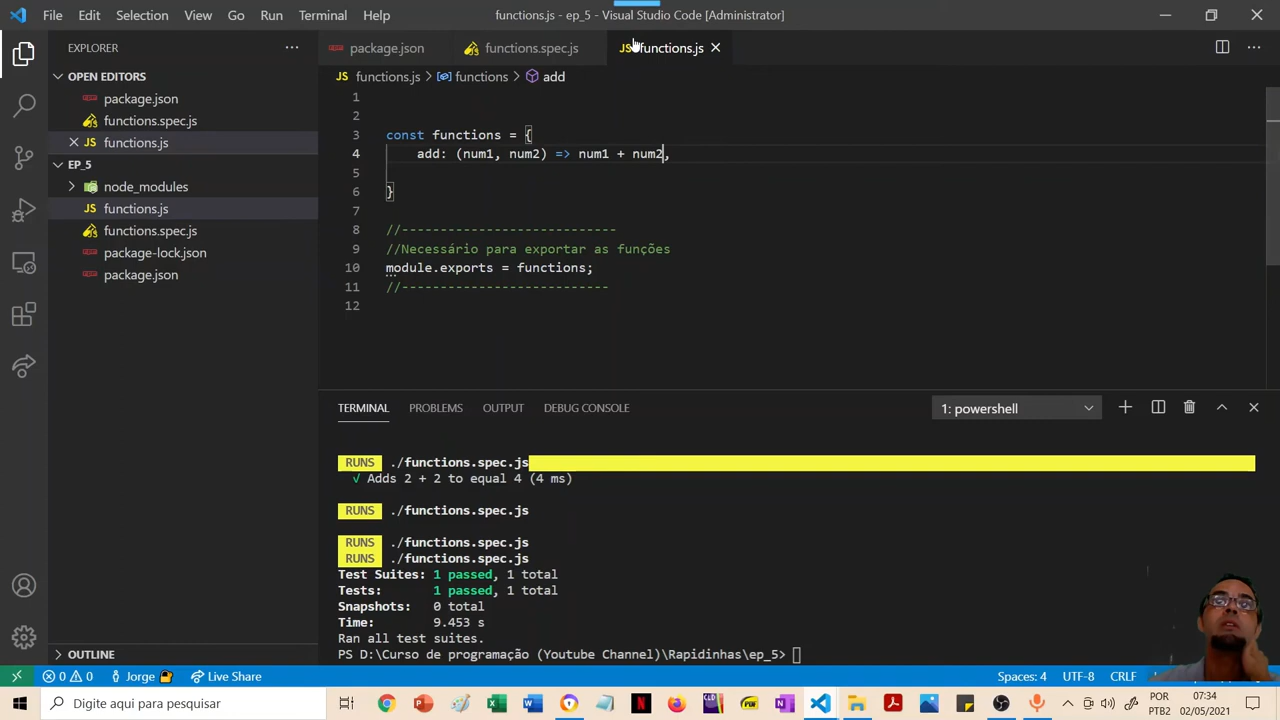 File Edit Selection View Go Run Terminal Help functions.js - ep_5 - Visual Studio Code [Administrator]
EXPLORER
package.json
functions.spec.js
JS functions.js
OPEN EDITORS
package.json
functions.spec.js
JS functions.js
EP_5
node_modules
JS functions.js
functions.spec.js
package-lock.json
package.json
OUTLINE
JS functions.js > functions > add
1
2
3 const functions = {
4 add: (num1, num2) => num1 + num2,
5
6 }
7
8 //----------------------------
9 //Necessário para exportar as funções
10 module.exports = functions;
11 //---------------------------
12
TERMINAL PROBLEMS OUTPUT DEBUG CONSOLE 1: powershell
RUNS ./functions.spec.js
√ Adds 2 + 2 to equal 4 (4 ms)
RUNS ./functions.spec.js
RUNS ./functions.spec.js
RUNS ./functions.spec.js
Test Suites: 1 passed, 1 total
Tests: 1 passed, 1 total
Snapshots: 0 total
Time: 9.453 s
Ran all test suites.
PS D:\Curso de programação (Youtube Channel)\Rapidinhas\ep_5>
0 0 Jorge Live Share Spaces: 4 UTF-8 CRLF
Digite aqui para pesquisar
POR
PTB2
07:34
02/05/2021